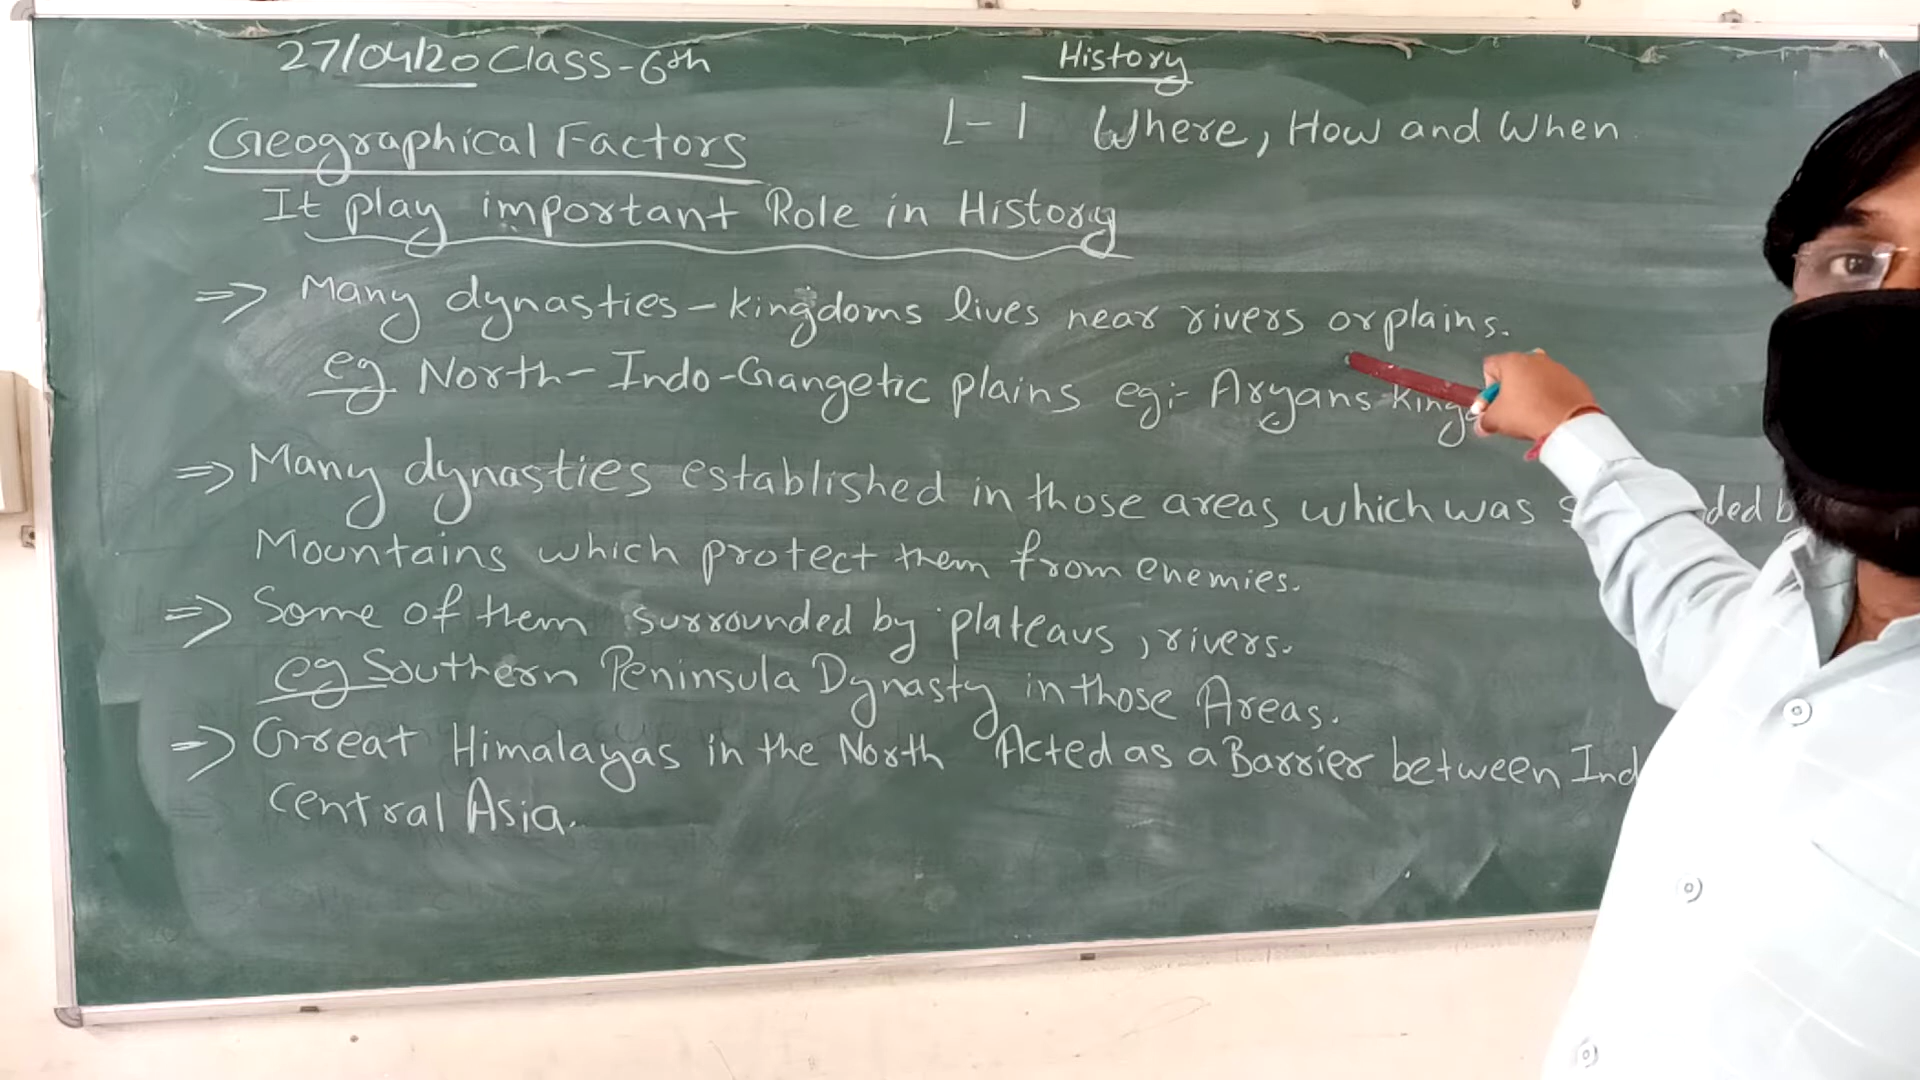 27/04/20 Class-6th
History
L-1 Where, How and When
Geographical Factors
It play important Role in History
=> Many dynasties - kingdoms lives near rivers or plains.
eg North - Indo-Gangetic plains eg:- Aryans
=> Many dynasties established in those areas which was
Mountains which protect them from enemies.
=> Some of them surrounded by plateaus, rivers.
eg Southern Peninsula Dynasty in those Areas.
=> Great Himalayas in the North Acted as a Barrier between
Central Asia.